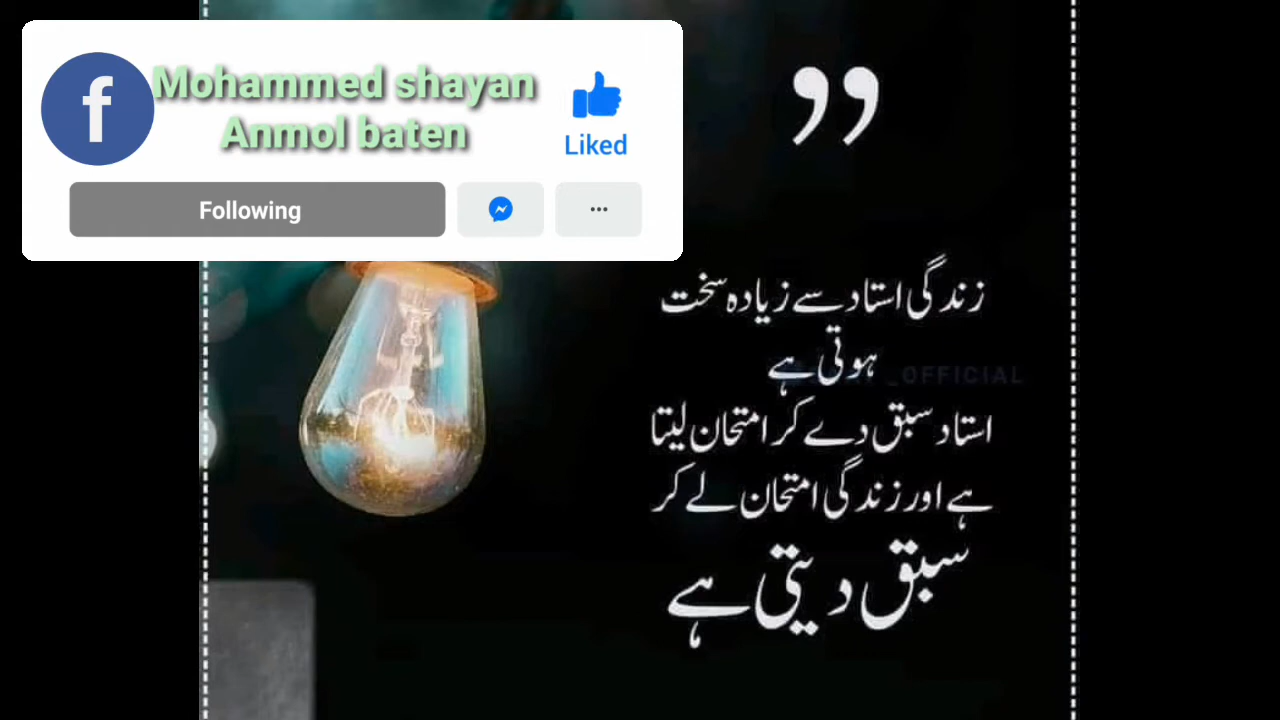 Mohammed shayan
Anmol baten
Liked
Following
زندگی استاد سے زیادہ سخت
ہوتی ہے
_OFFICIAL
استاد سبق دے کر امتحان لیتا
ہے اور زندگی امتحان لے کر
سبق دیتی ہے